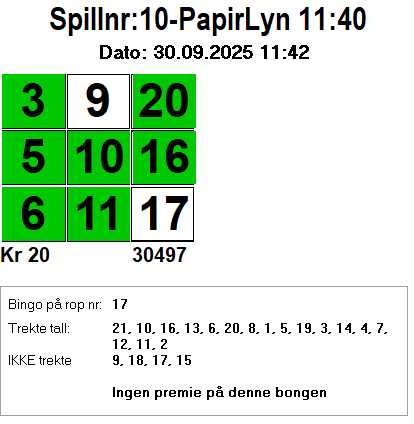 Spillnr:10-PapirLyn 11:40
Dato: 30.09.2025 11:42
3 9 20
5 10 16
6 11 17
Kr 20 30497
Bingo på rop nr: 17
Trekte tall: 21, 10, 16, 13, 6, 20, 8, 1, 5, 19, 3, 14, 4, 7,
12, 11, 2
IKKE trekte 9, 18, 17, 15
Ingen premie på denne bongen